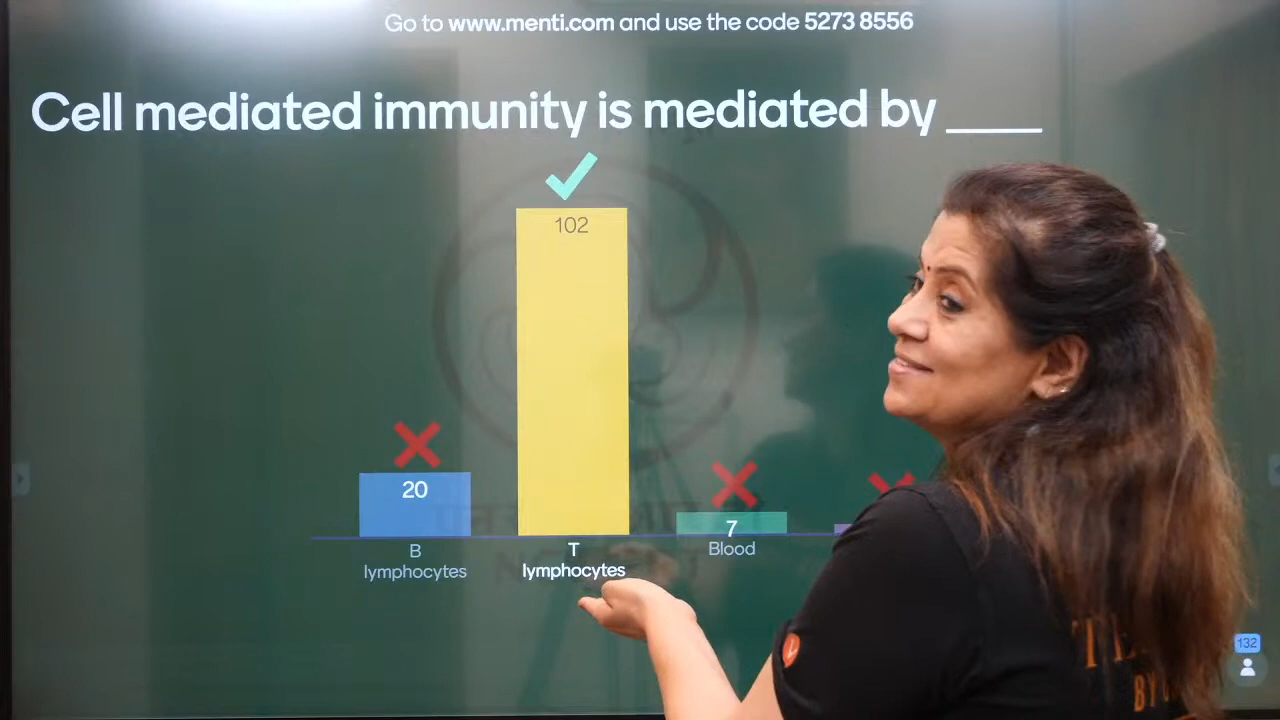 Go to www.menti.com and use the code 5273 8556
Cell mediated immunity is mediated by ____
102
20
7
B
lymphocytes
T
lymphocytes
Blood
132
BY